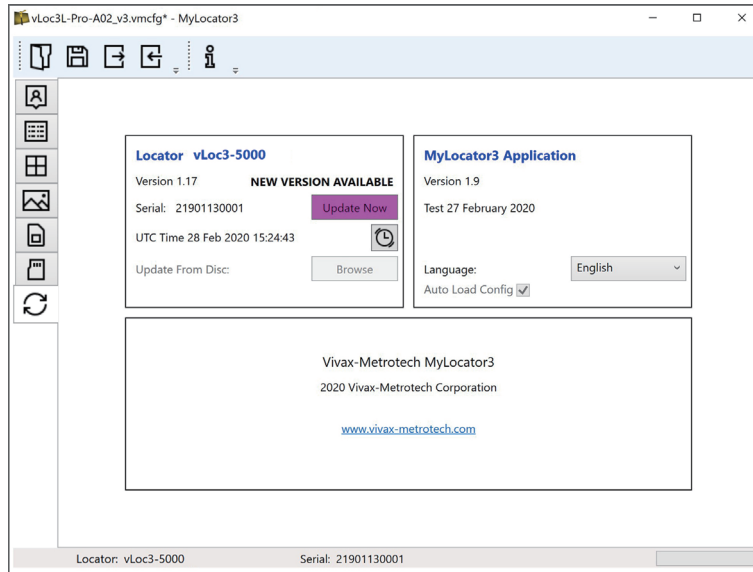 vLoc3L-Pro-A02_v3.vmcfg* - MyLocator3
Locator vLoc3-5000
Version 1.17 NEW VERSION AVAILABLE
Serial: 21901130001 Update Now
UTC Time 28 Feb 2020 15:24:43
Update From Disc: Browse
MyLocator3 Application
Version 1.9
Test 27 February 2020
Language: English
Auto Load Config
Vivax-Metrotech MyLocator3
2020 Vivax-Metrotech Corporation
www.vivax-metrotech.com
Locator: vLoc3-5000 Serial: 21901130001